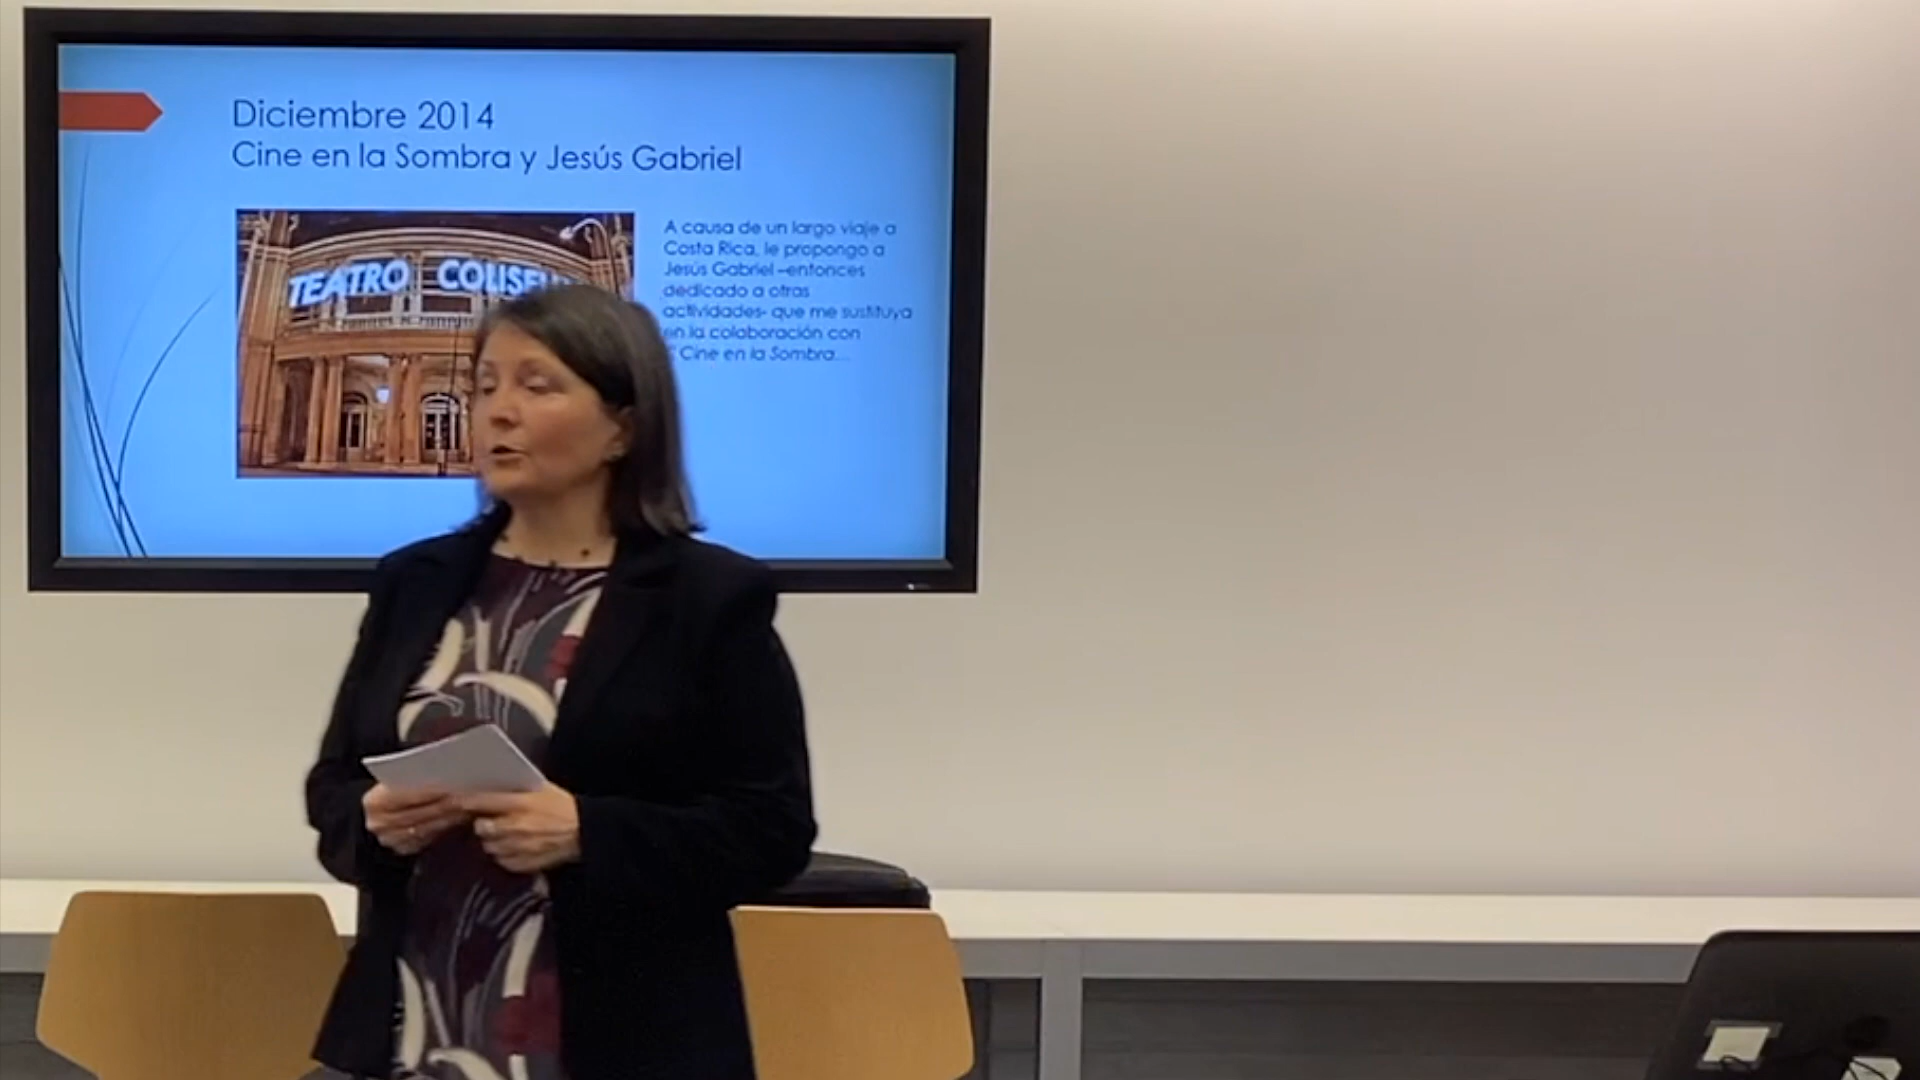 Diciembre 2014
Cine en la Sombra y Jesús Gabriel
TEATRO COLISEU
A causa de un largo viaje a
Costa Rica, le propongo a
Jesús Gabriel –entonces
dedicado a otras
actividades- que me sustituya
en la colaboración con
Cine en la Sombra...